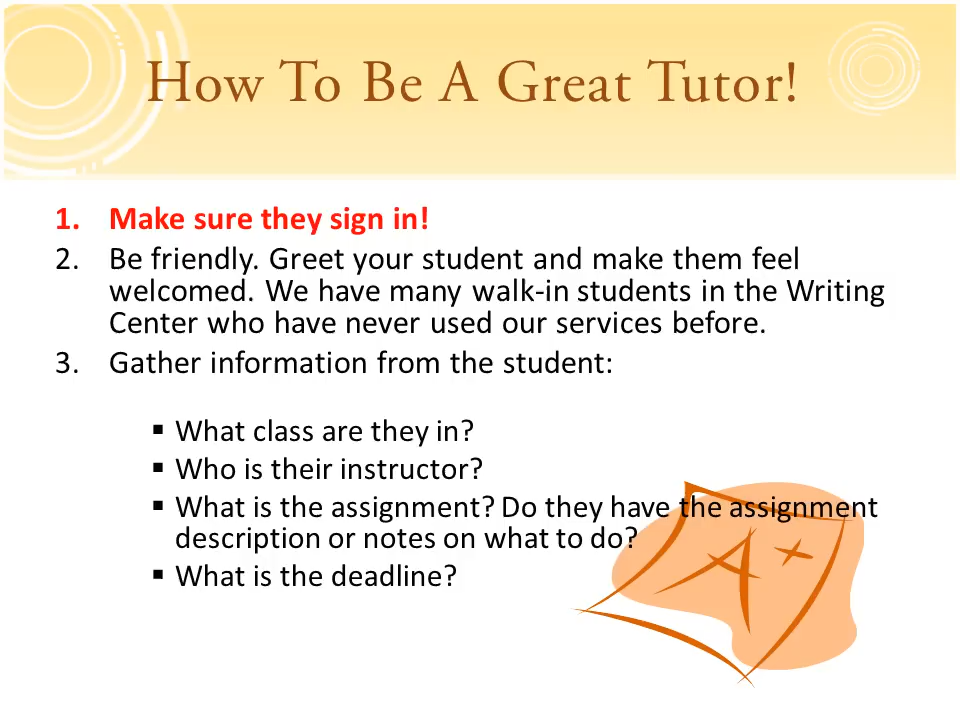 How To Be A Great Tutor!
1. Make sure they sign in!
2. Be friendly. Greet your student and make them feel
welcomed. We have many walk-in students in the Writing
Center who have never used our services before.
3. Gather information from the student:
▪ What class are they in?
▪ Who is their instructor?
▪ What is the assignment? Do they have the assignment
description or notes on what to do?
▪ What is the deadline?
A+